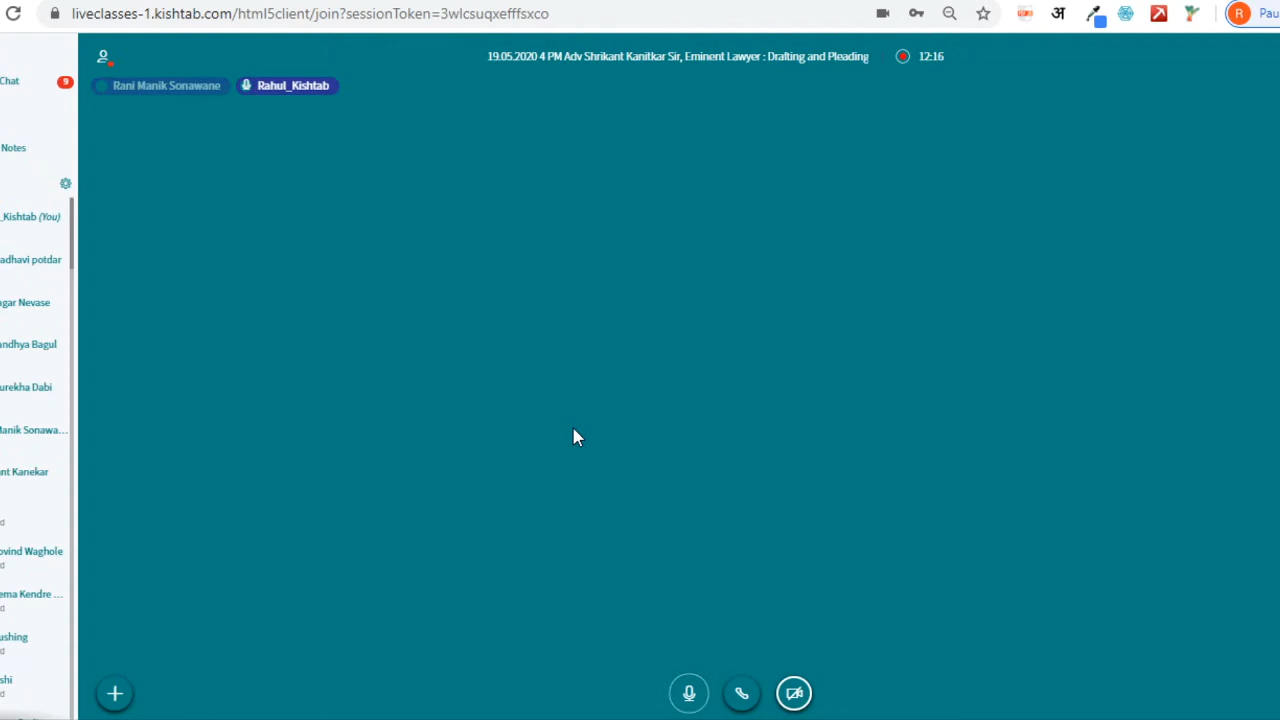 liveclasses-1.kishtab.com/html5client/join?sessionToken=3wlcsuqxefffsxco
अ
R Pau
19.05.2020 4 PM Adv Shrikant Kanitkar Sir, Eminent Lawyer : Drafting and Pleading 12:16
Chat 9
Rani Manik Sonawane Rahul_Kishtab
Notes
_Kishtab (You)
adhavi potdar
agar Nevase
andhya Bagul
urekha Dabi
Manik Sonawa...
nt Kanekar
d
ovind Waghole
d
ema Kendre ...
d
ushing
d
shi
d